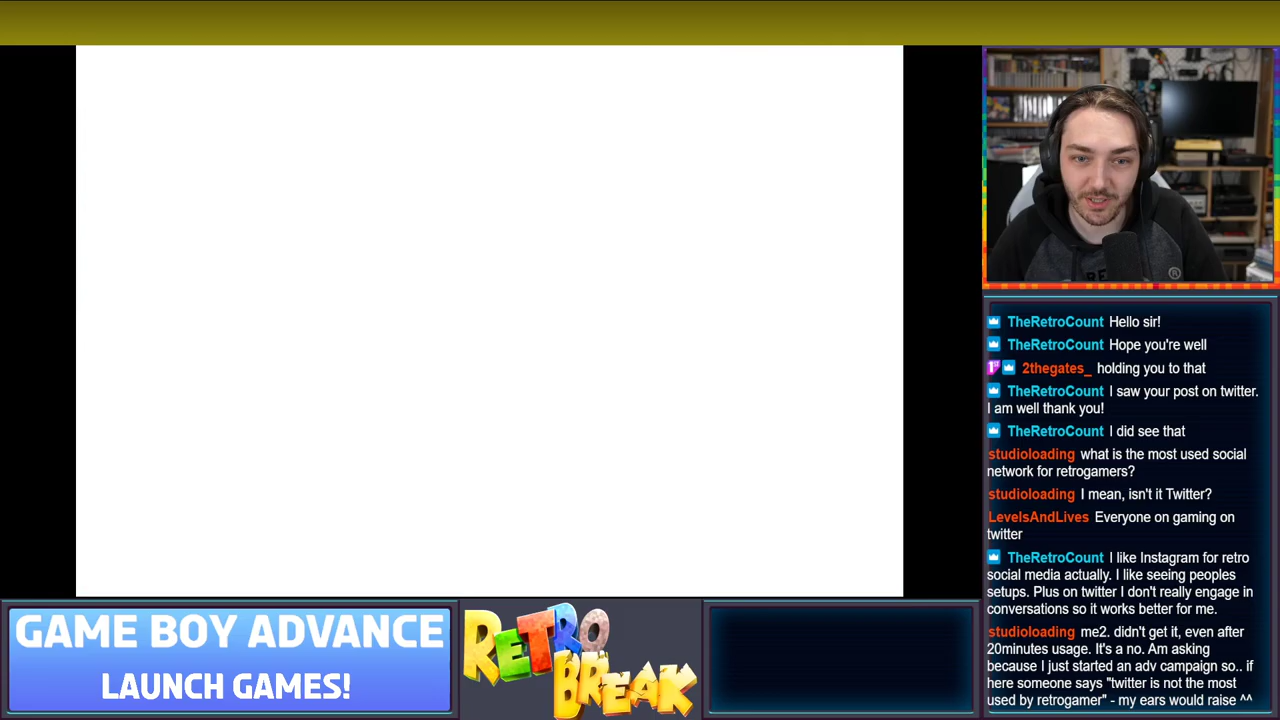 TheRetroCount Hello sir!
TheRetroCount Hope you're well
2thegates_ holding you to that
TheRetroCount I saw your post on twitter.
I am well thank you!
TheRetroCount I did see that
studioloading what is the most used social
network for retrogamers?
studioloading I mean, isn't it Twitter?
LevelsAndLives Everyone on gaming on
twitter
TheRetroCount I like Instagram for retro
social media actually. I like seeing peoples
setups. Plus on twitter I don't really engage in
conversations so it works better for me.
studioloading me2. didn't get it, even after
20minutes usage. It's a no. Am asking
because I just started an adv campaign so.. if
here someone says "twitter is not the most
used by retrogamer" - my ears would raise ^^
GAME BOY ADVANCE
LAUNCH GAMES!
RETRO
BREAK